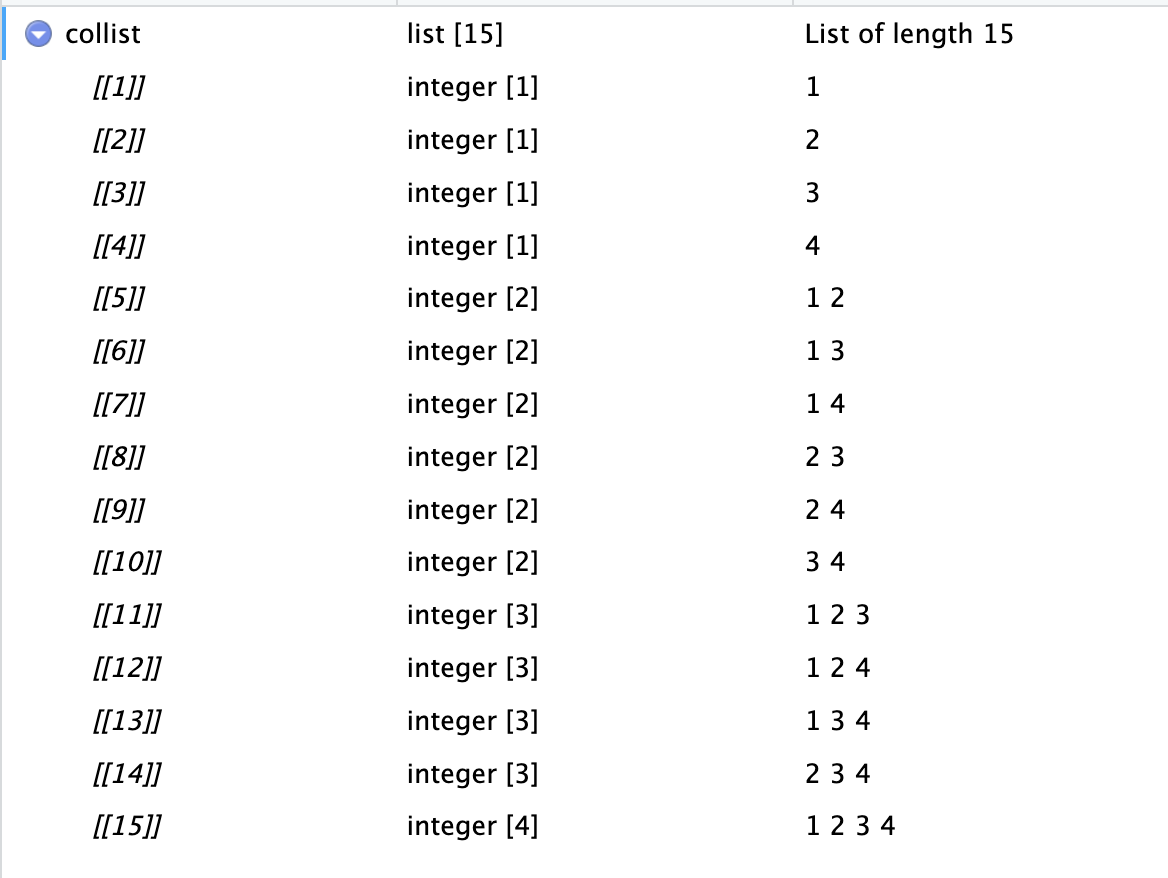 collist list [15] List of length 15
[[1]] integer [1] 1
[[2]] integer [1] 2
[[3]] integer [1] 3
[[4]] integer [1] 4
[[5]] integer [2] 1 2
[[6]] integer [2] 1 3
[[7]] integer [2] 1 4
[[8]] integer [2] 2 3
[[9]] integer [2] 2 4
[[10]] integer [2] 3 4
[[11]] integer [3] 1 2 3
[[12]] integer [3] 1 2 4
[[13]] integer [3] 1 3 4
[[14]] integer [3] 2 3 4
[[15]] integer [4] 1 2 3 4